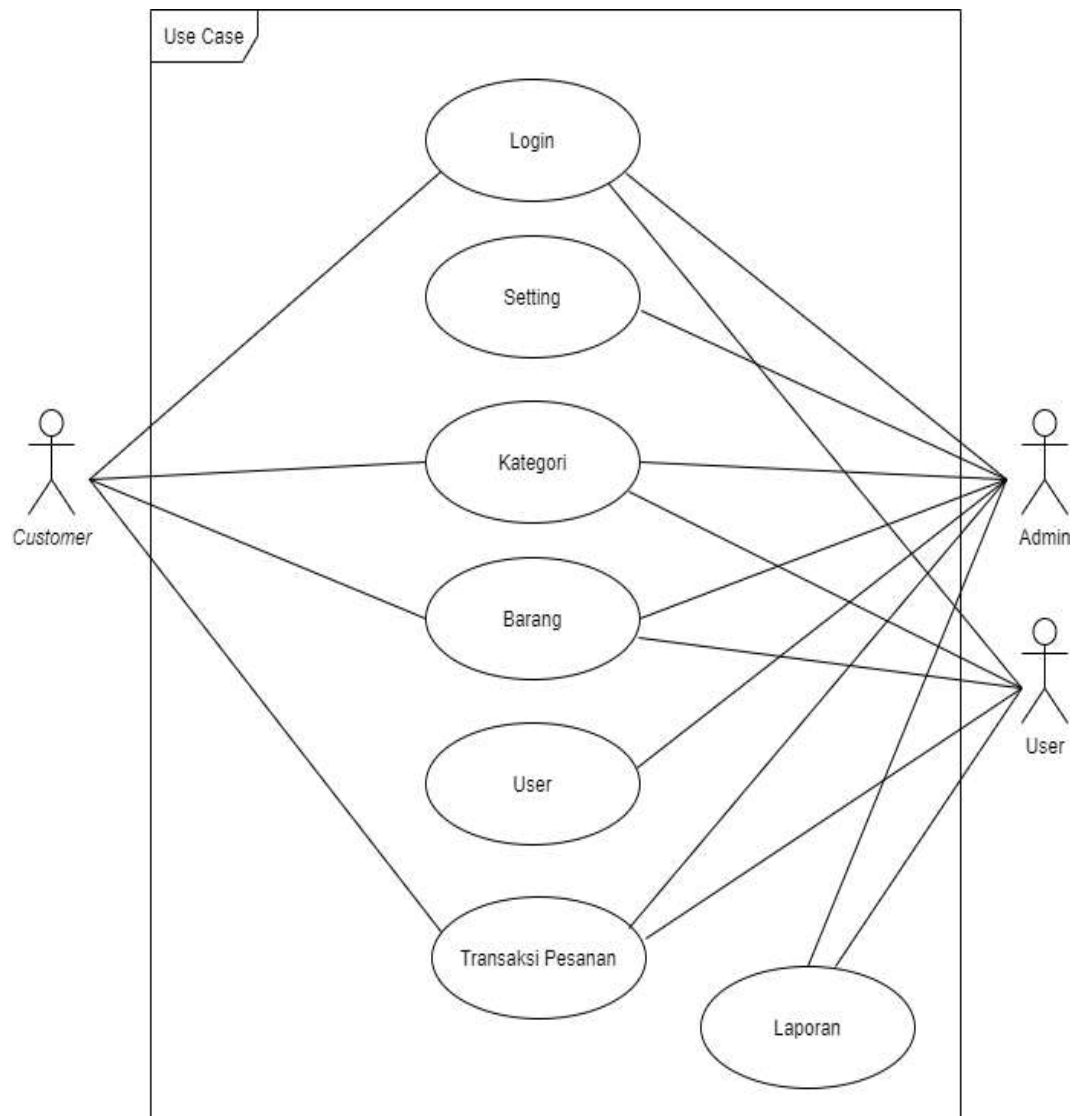 Use Case
Login
Setting
Kategori
Customer
Admin
Barang
User
User
Transaksi Pesanan
Laporan